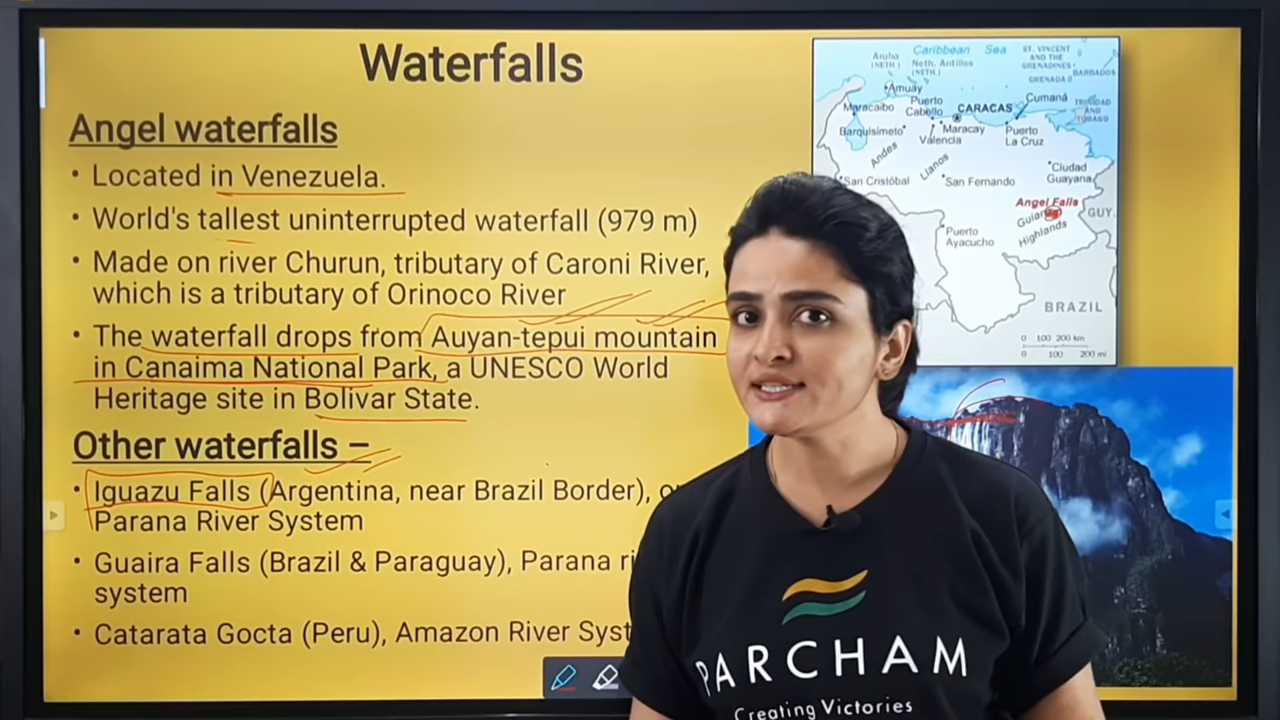 Waterfalls
Angel waterfalls
• Located in Venezuela.
• World's tallest uninterrupted waterfall (979 m)
• Made on river Churun, tributary of Caroni River,
which is a tributary of Orinoco River
• The waterfall drops from Auyan-tepui mountain
in Canaima National Park, a UNESCO World
Heritage site in Bolivar State.
Other waterfalls –
• Iguazu Falls (Argentina, near Brazil Border),
Parana River System
• Guaira Falls (Brazil & Paraguay), Parana
system
• Catarata Gocta (Peru), Amazon River
Caribbean Sea
Aruba
(NETH.)
Neth. Antilles
(NETH.)
ST. VINCENT
AND THE
GRENADINES
GRENADA
BARBADOS
Amuay
Maracaibo
Puerto
Cabello
CARACAS
Cumaná
TRINIDAD
AND
TOBAGO
Barquisimeto
Valencia
Maracay
Puerto
La Cruz
Andes
Llanos
San Cristóbal
San Fernando
Ciudad
Guayana
Angel Falls
Guiana
Highlands
GUY.
Puerto
Ayacucho
BRAZIL
0 100 200 km
0 100 200 mi
PARCHAM
Creating Victories